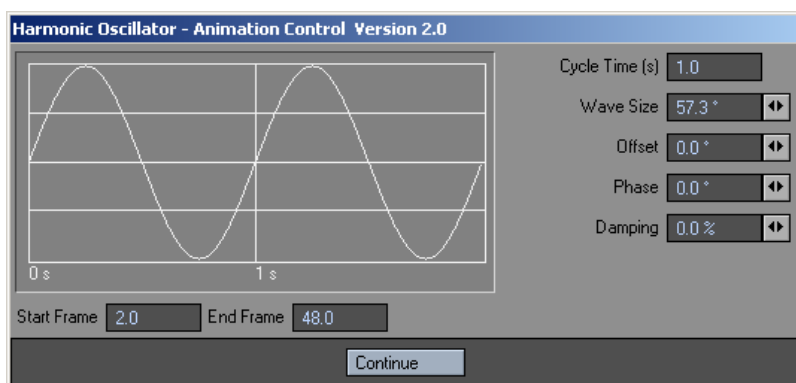 Harmonic Oscillator - Animation Control Version 2.0
Cycle Time (s) 1.0
Wave Size 57.3 °
Offset 0.0 °
Phase 0.0 °
Damping 0.0 %
0 s 1 s
Start Frame 2.0 End Frame 48.0
Continue